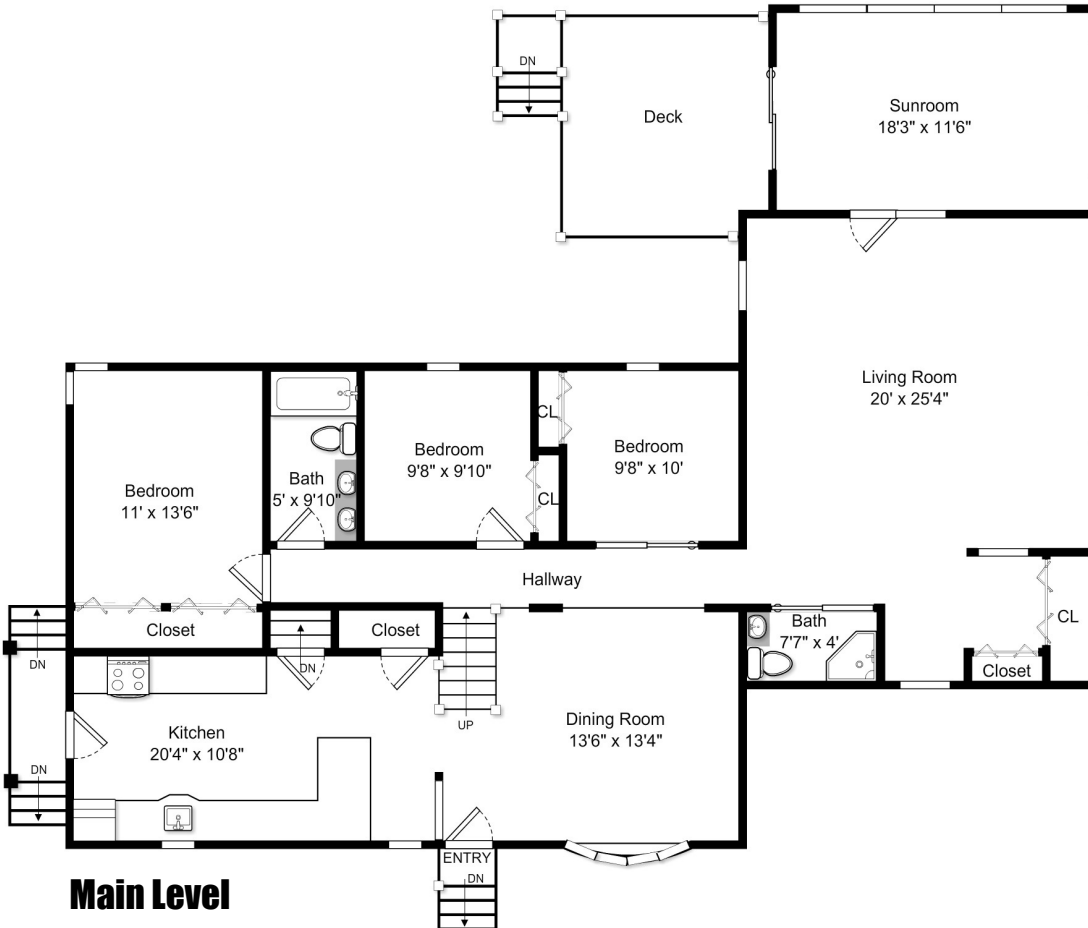 DN
Deck
Sunroom
18'3" x 11'6"
Living Room
20' x 25'4"
CL
Bedroom
9'8" x 9'10"
Bedroom
9'8" x 10'
Bath
5' x 9'10"
Bedroom
11' x 13'6"
CL
Hallway
Closet
DN
Closet
DN
Bath
7'7" x 4'
CL
Closet
UP
Kitchen
20'4" x 10'8"
Dining Room
13'6" x 13'4"
DN
ENTRY
DN
Main Level